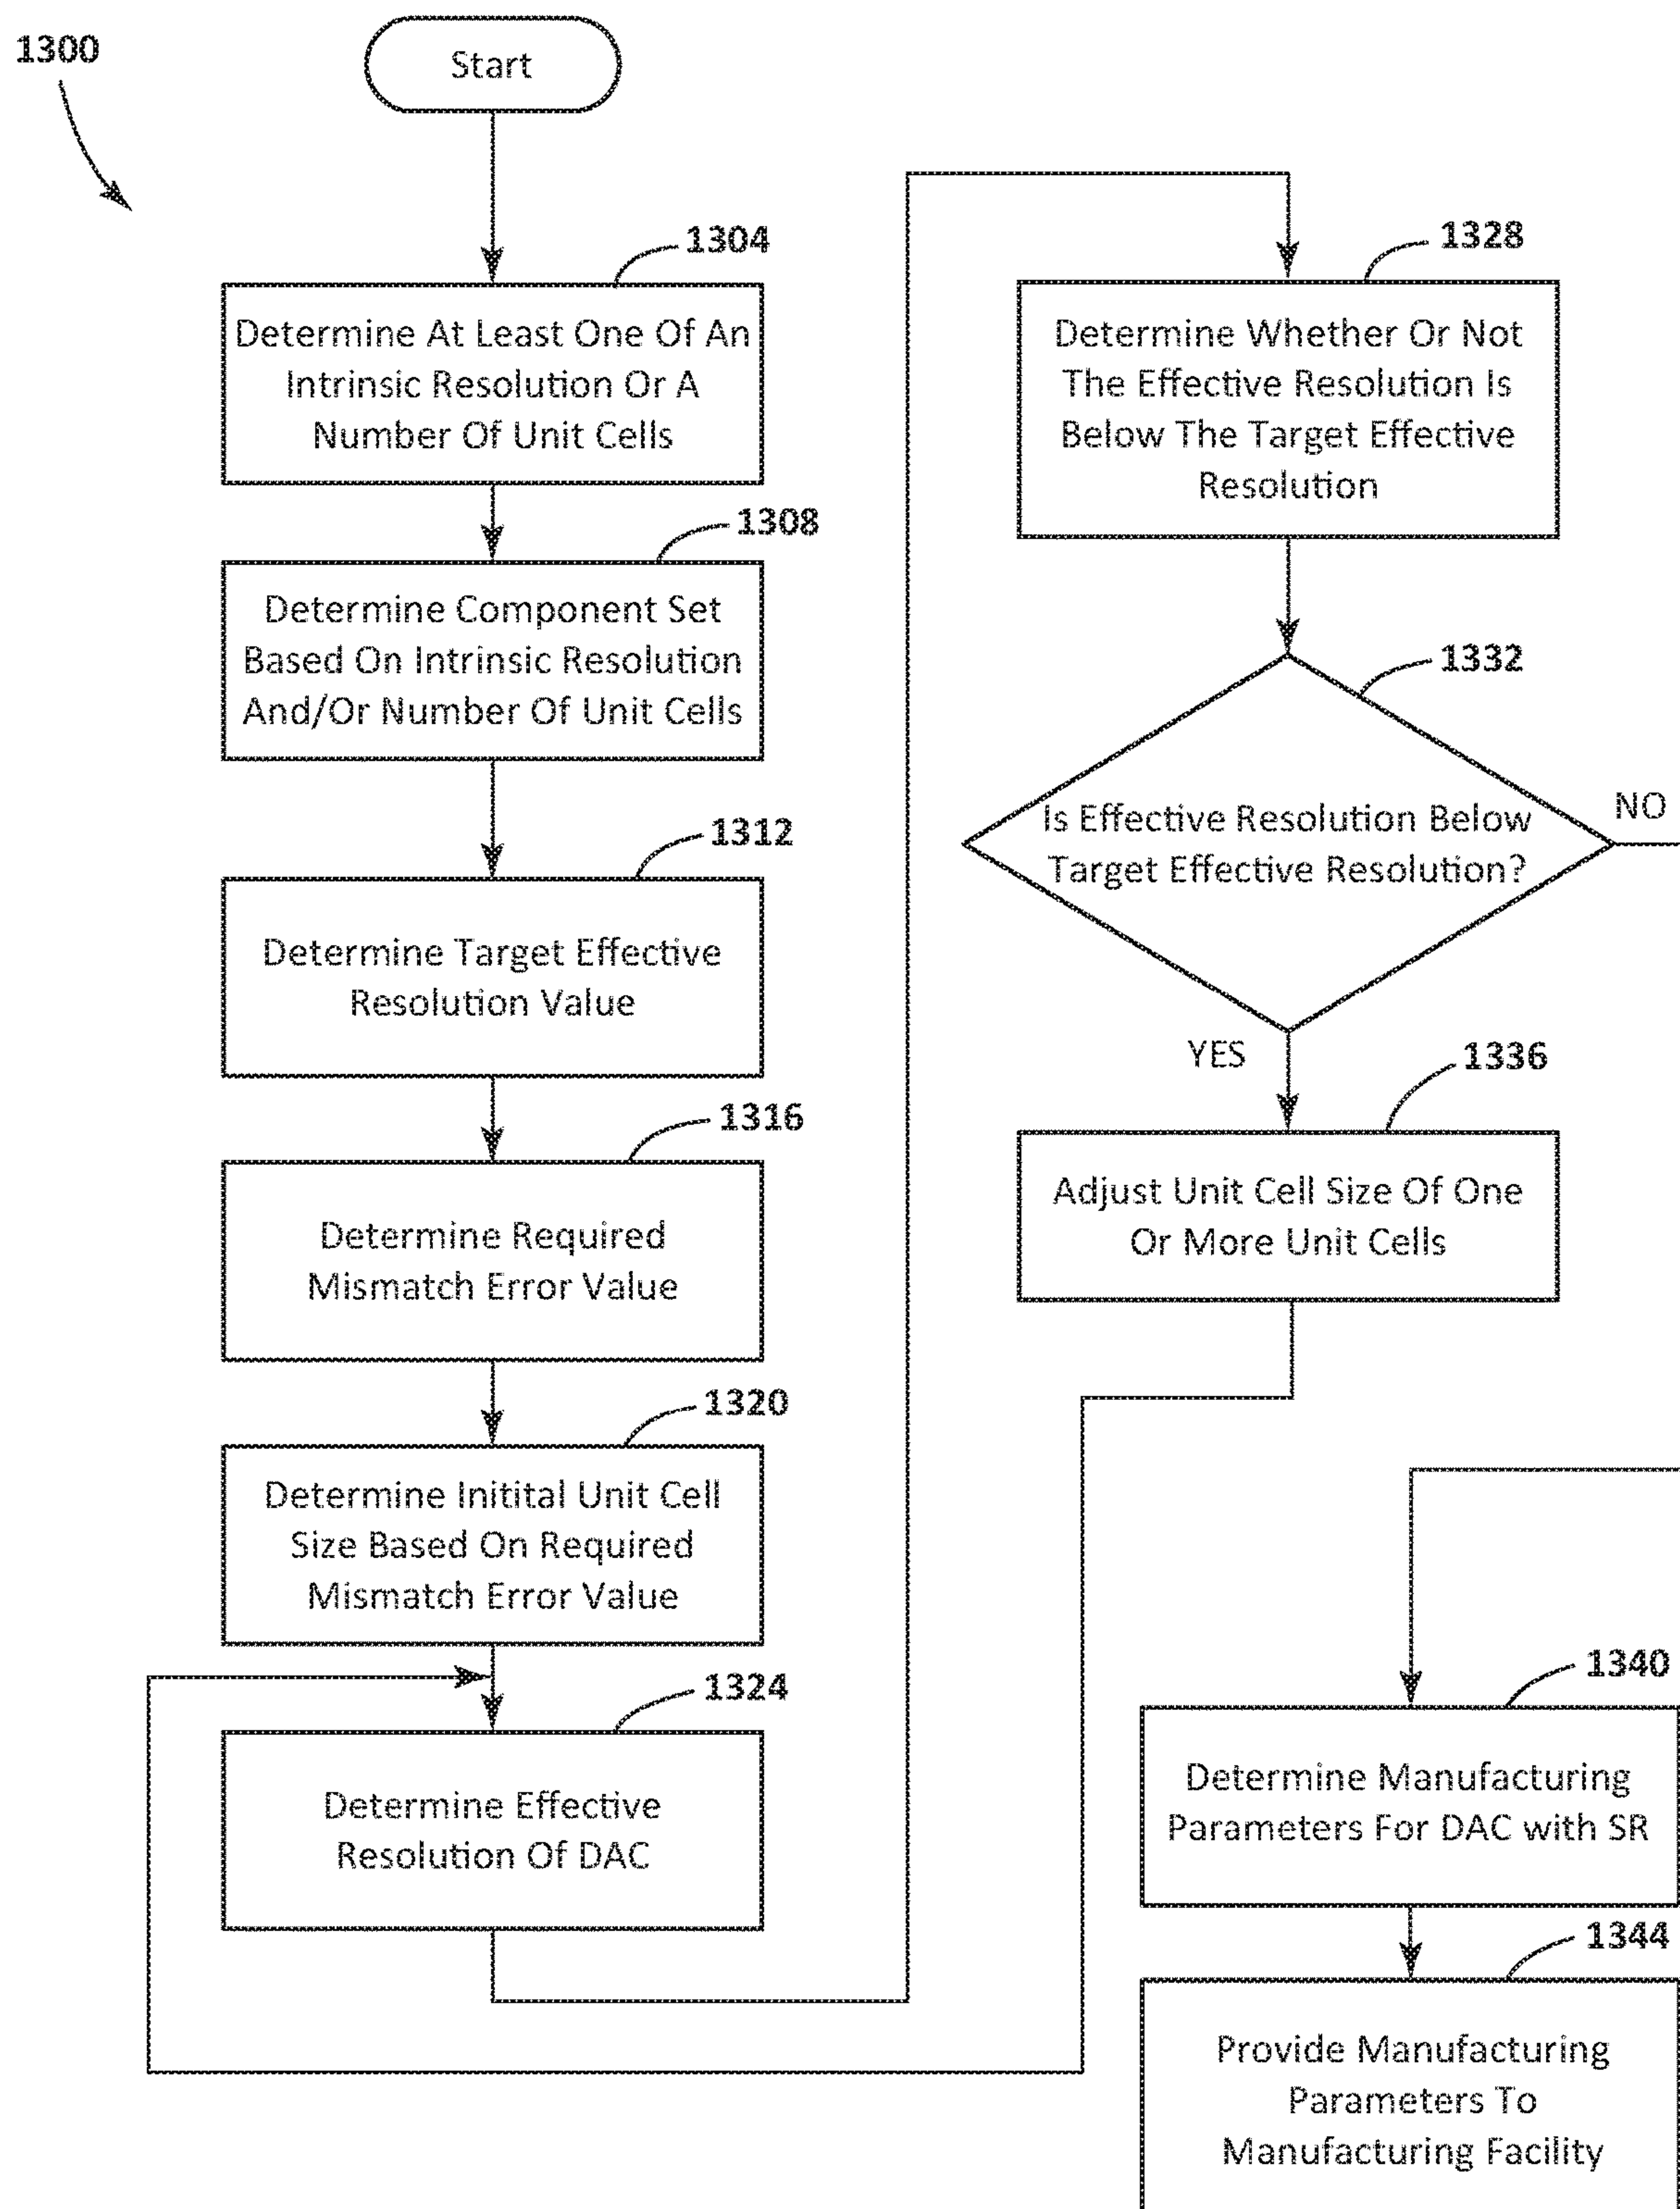 1300
Start
1304
Determine At Least One Of An
Intrinsic Resolution Or A
Number Of Unit Cells
1308
Determine Component Set
Based On Intrinsic Resolution
And/Or Number Of Unit Cells
1312
Determine Target Effective
Resolution Value
1316
Determine Required
Mismatch Error Value
1320
Determine Initital Unit Cell
Size Based On Required
Mismatch Error Value
1324
Determine Effective
Resolution Of DAC
1328
Determine Whether Or Not
The Effective Resolution Is
Below The Target Effective
Resolution
1332
Is Effective Resolution Below
Target Effective Resolution?
NO
YES
1336
Adjust Unit Cell Size Of One
Or More Unit Cells
1340
Determine Manufacturing
Parameters For DAC with SR
1344
Provide Manufacturing
Parameters To
Manufacturing Facility